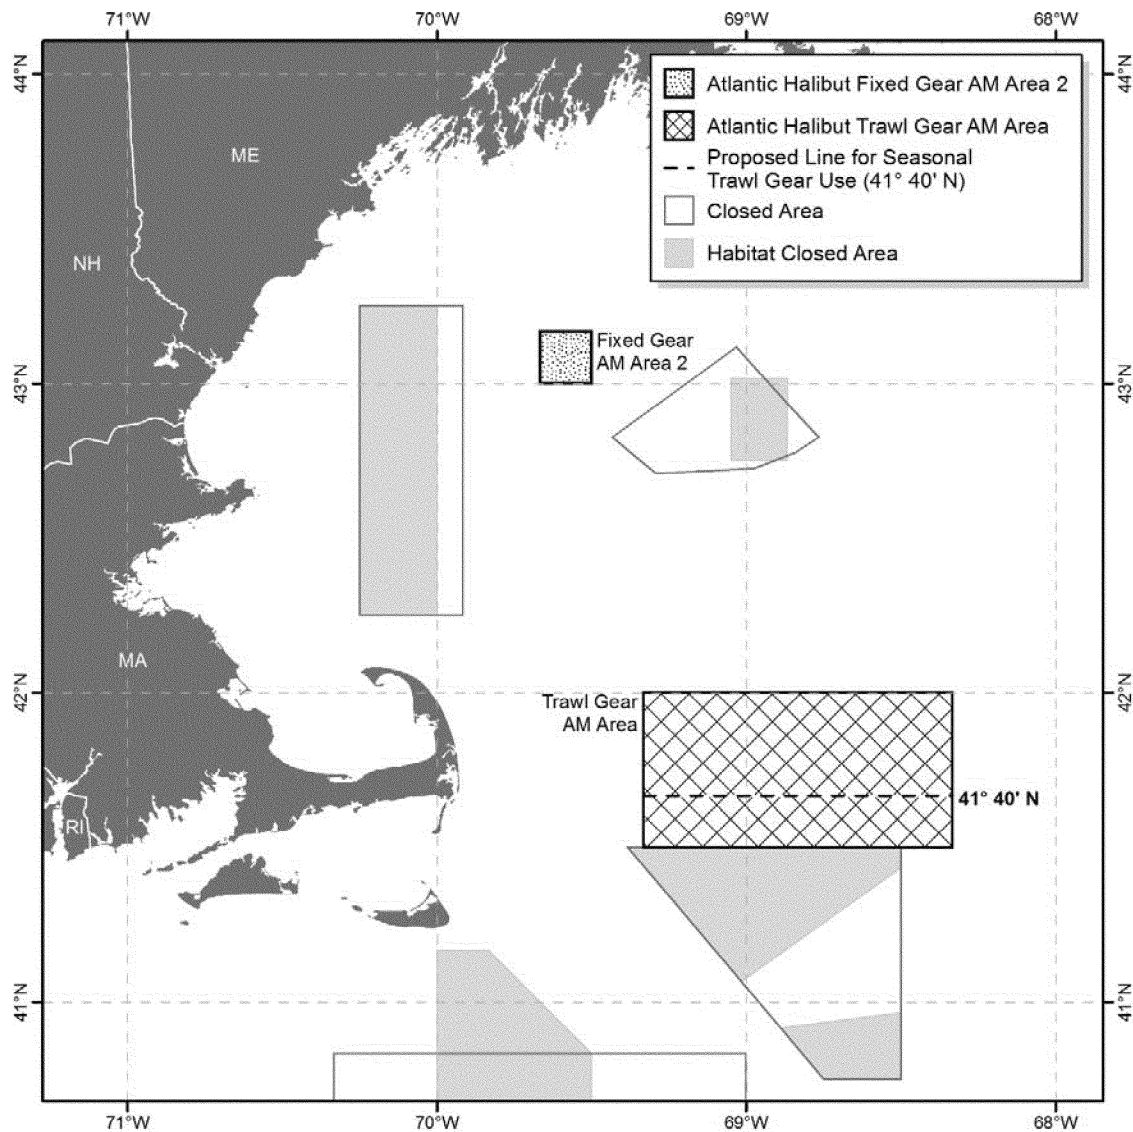 71°W 70°W 69°W 68°W
44°N
44°N
Atlantic Halibut Fixed Gear AM Area 2
Atlantic Halibut Trawl Gear AM Area
Proposed Line for Seasonal
Trawl Gear Use (41° 40' N)
Closed Area
Habitat Closed Area
ME
NH
Fixed Gear
AM Area 2
43°N
43°N
MA
42°N
42°N
Trawl Gear
AM Area
41° 40' N
RI
41°N
41°N
71°W 70°W 69°W 68°W